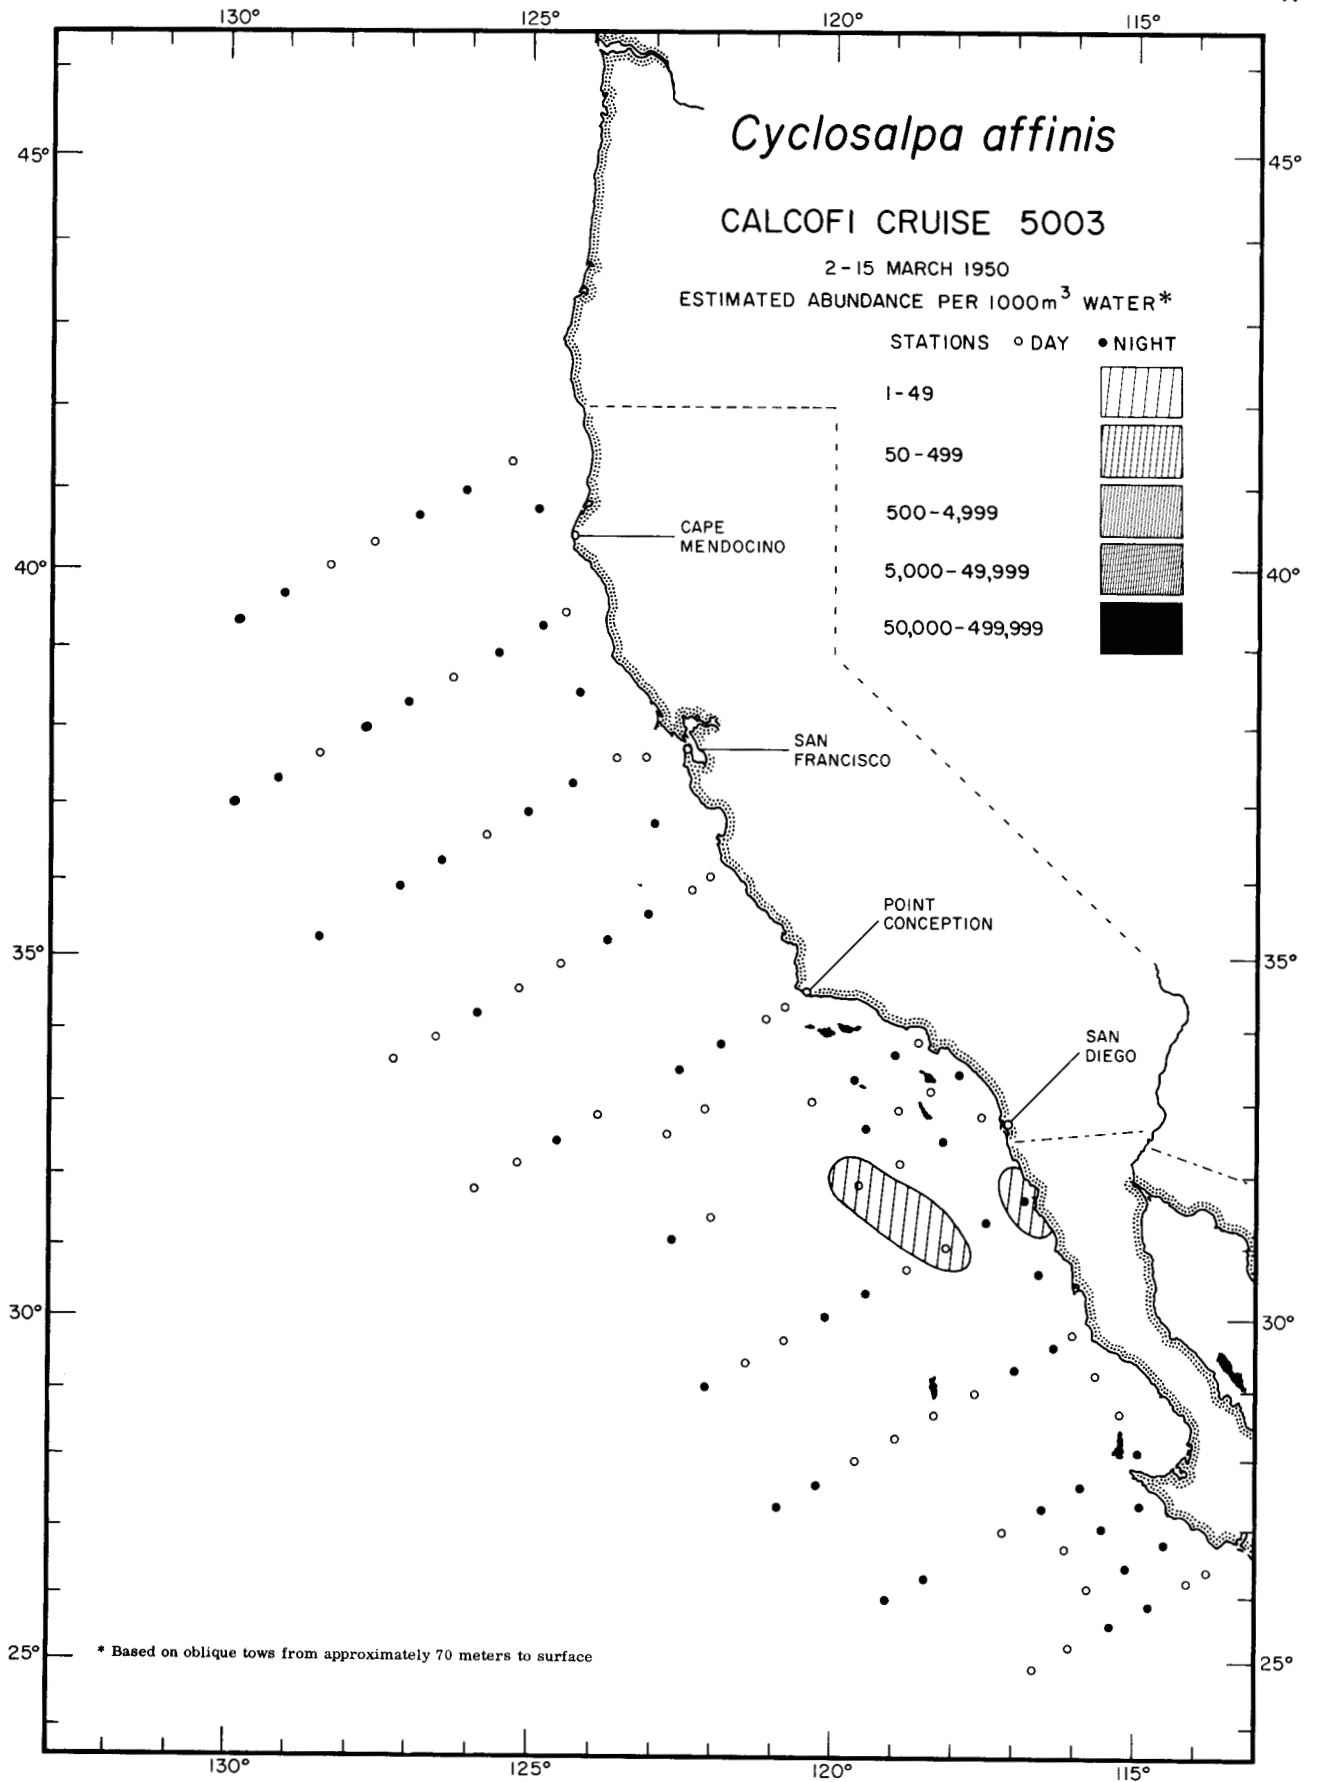 130° 125° 120° 115°
Cyclosalpa affinis
45° 45°
CALCOFI CRUISE 5003
2-15 MARCH 1950
ESTIMATED ABUNDANCE PER 1000m³ WATER*
STATIONS ○ DAY ● NIGHT
1-49
50-499
500-4,999
CAPE
MENDOCINO
40° 40°
5,000-49,999
50,000-499,999
SAN
FRANCISCO
POINT
CONCEPTION
35° 35°
SAN
DIEGO
30° 30°
* Based on oblique tows from approximately 70 meters to surface
25° 25°
130° 125° 120° 115°